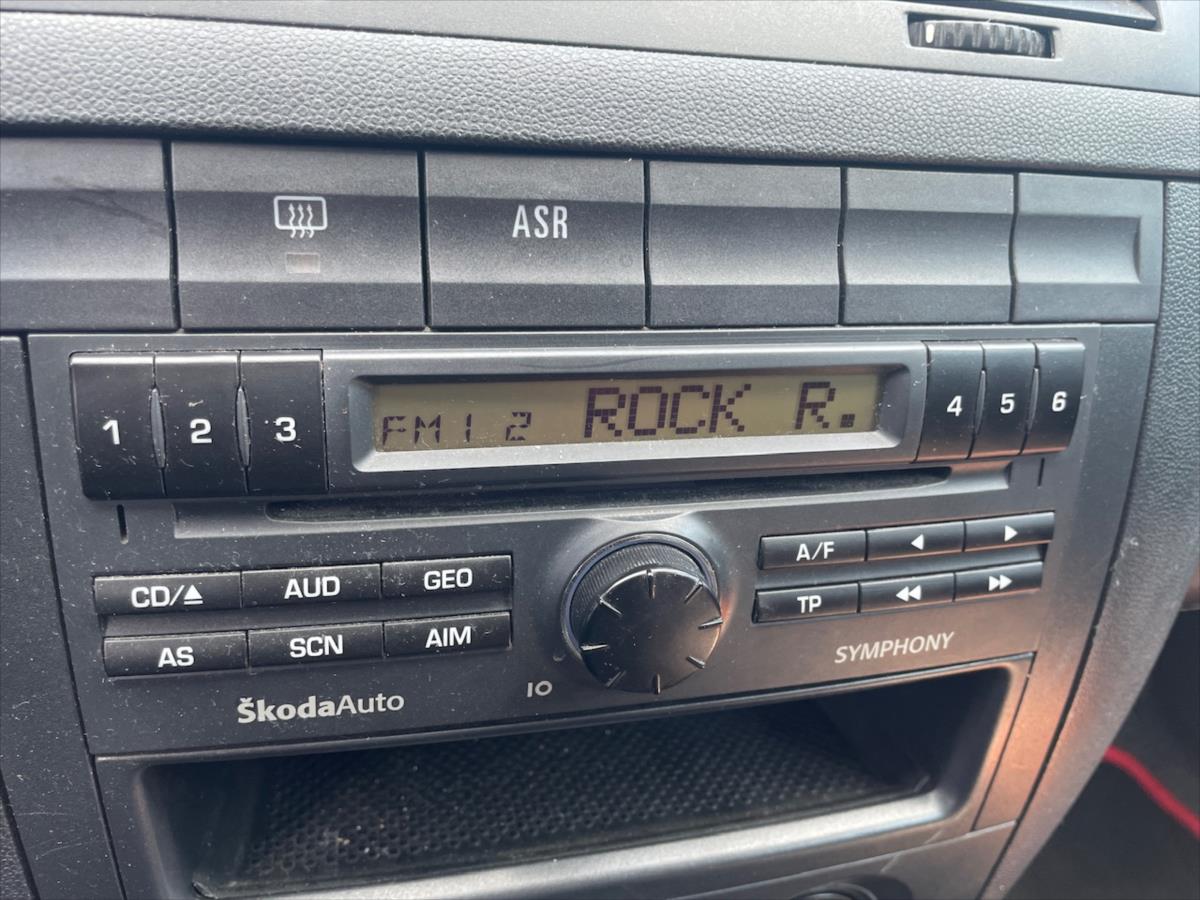 ASR
1 2 3
FM1 2 ROCK R.
4 5 6
CD/⏏ AUD GEO
AS SCN AIM
A/F ◀ ▶
TP ◀◀ ▶▶
SYMPHONY
ŠkodaAuto
IO